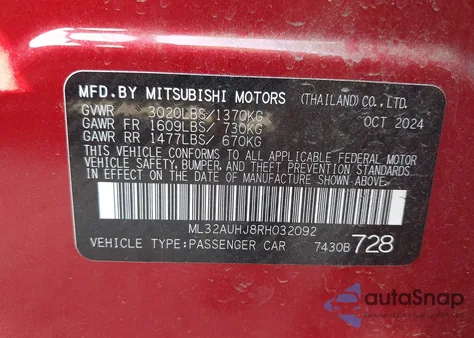 MFD.BY MITSUBISHI MOTORS (THAILAND) CO.,LTD.
GVWR 3020LBS/1370KG OCT 2024
GAWR FR 1609LBS/ 730KG
GAWR RR 1477LBS/ 670KG
THIS VEHICLE CONFORMS TO ALL APPLICABLE FEDERAL MOTOR
VEHICLE SAFETY, BUMPER, AND THEFT PREVENTION STANDARDS
IN EFFECT ON THE DATE OF MANUFACTURE SHOWN ABOVE.
ML32AUHJ8RH032092
VEHICLE TYPE:PASSENGER CAR 7430B 728
autoSnap
POWERED BY